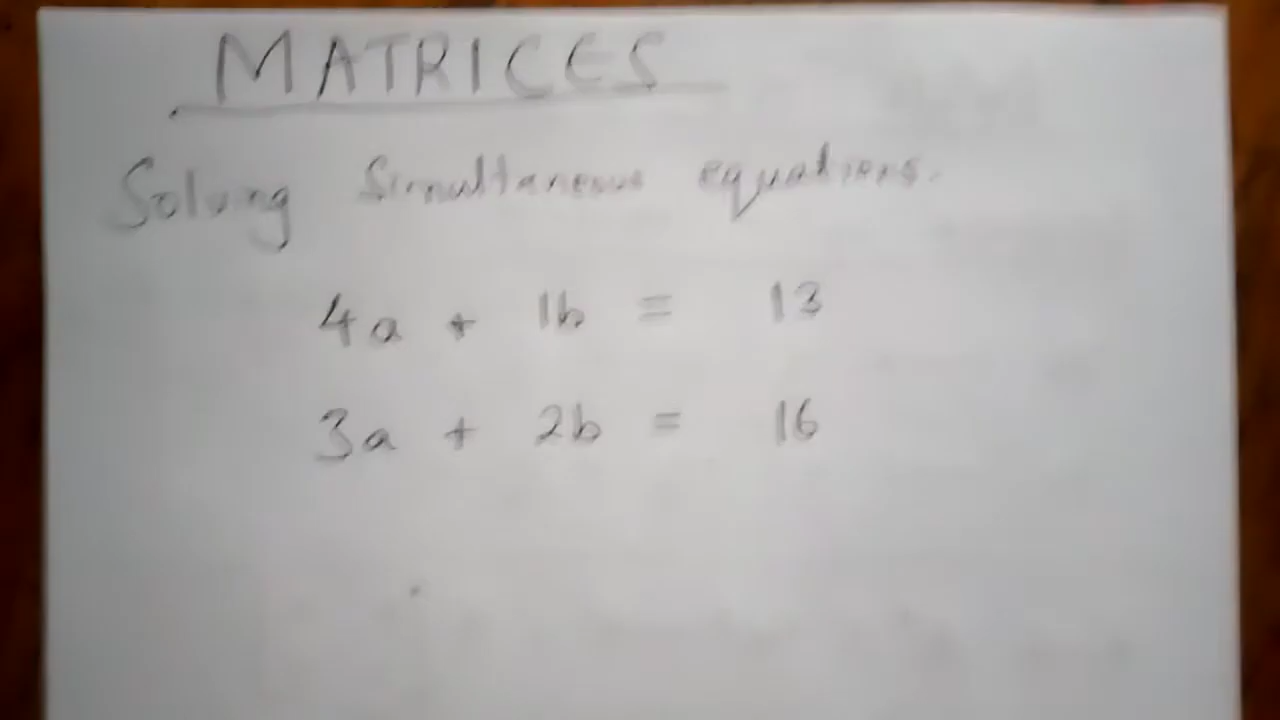 MATRICES
Solving Simultaneous equations.
4a + 1b = 13
3a + 2b = 16